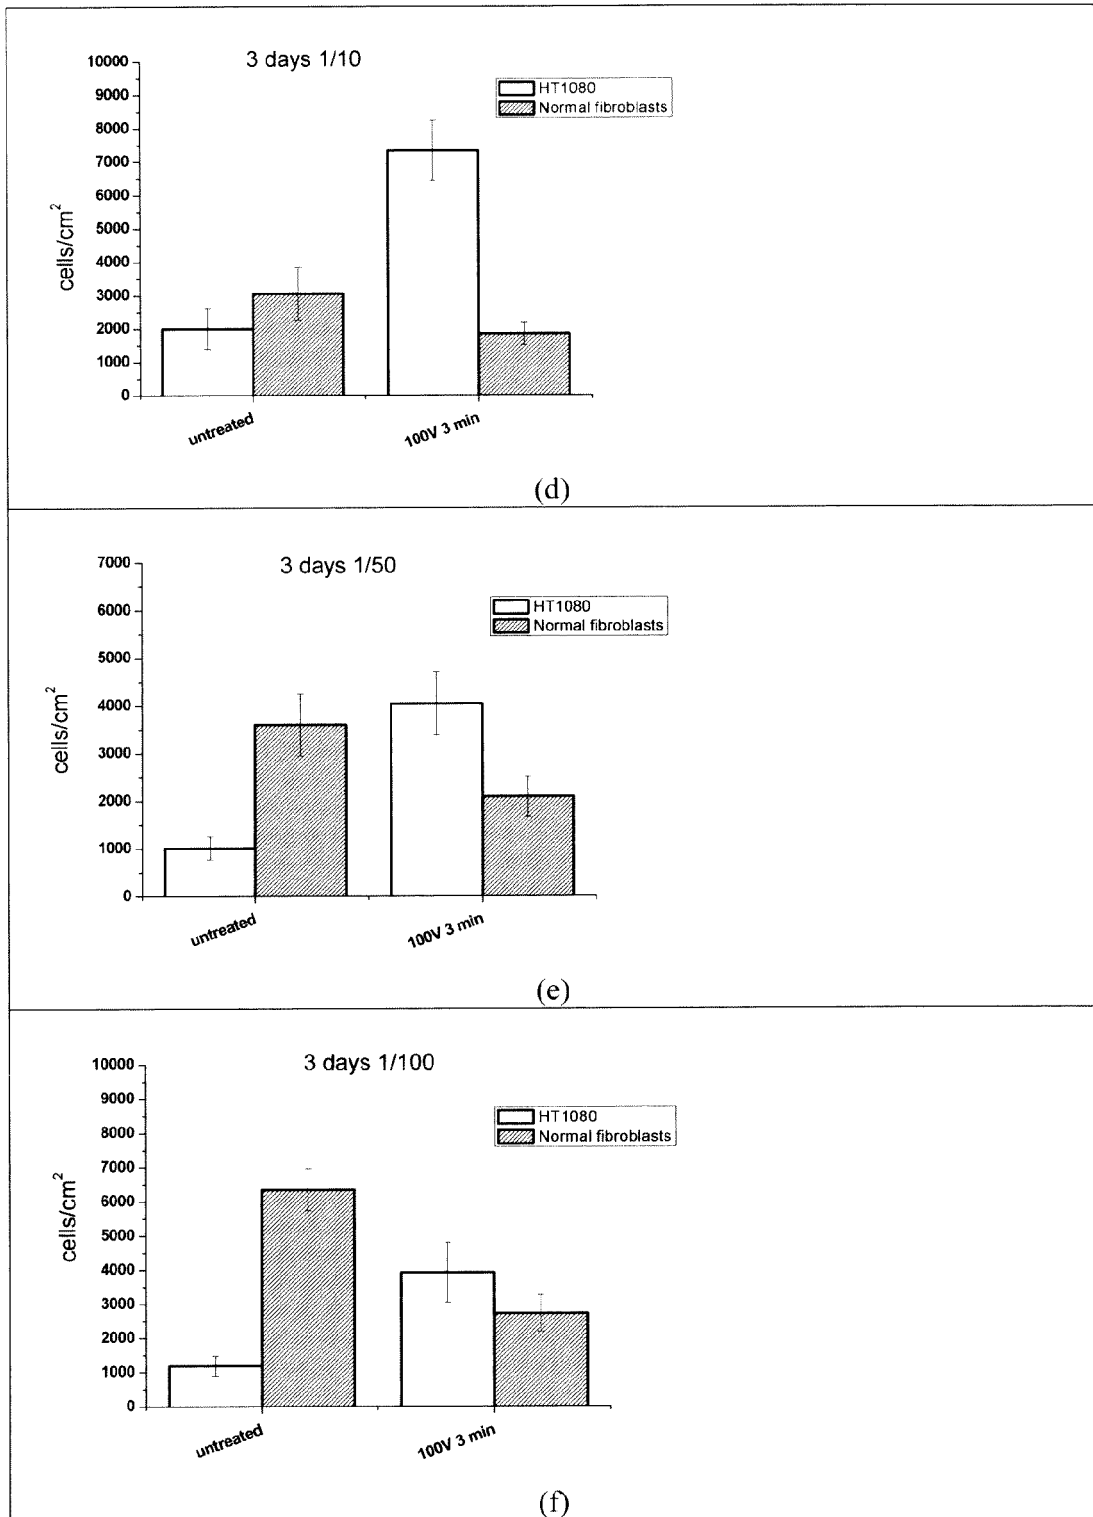 3 days 1/10
10000
9000
8000
7000
6000
5000
4000
3000
2000
1000
0
cells/cm²
HT1080
Normal fibroblasts
untreated
100V 3 min
(d)
3 days 1/50
7000
6000
5000
4000
3000
2000
1000
0
cells/cm²
HT1080
Normal fibroblasts
untreated
100V 3 min
(e)
3 days 1/100
10000
9000
8000
7000
6000
5000
4000
3000
2000
1000
0
cells/cm²
HT1080
Normal fibroblasts
untreated
100V 3 min
(f)